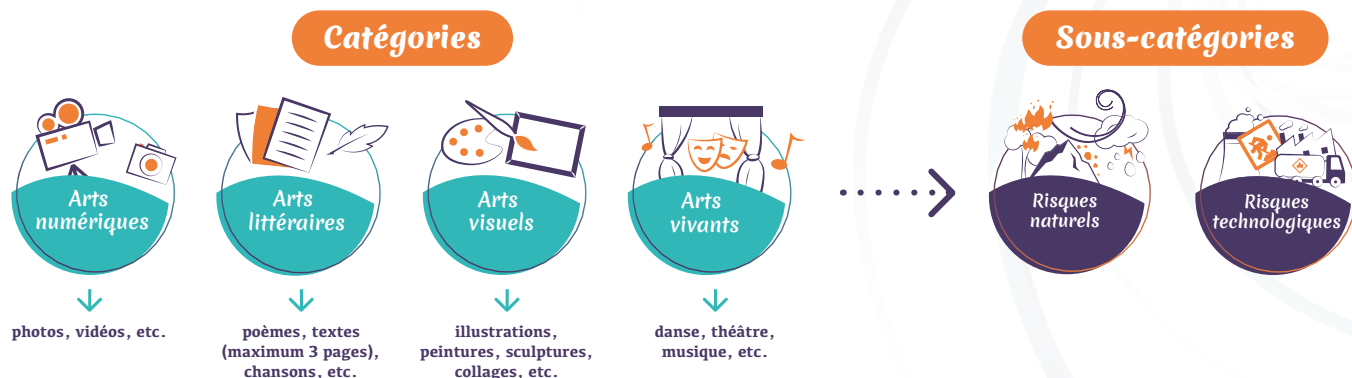 Catégories
Sous-catégories
Arts
numériques
Arts
littéraires
Arts
visuels
Arts
vivants
Risques
naturels
Risques
technologiques
photos, vidéos, etc.
poèmes, textes
(maximum 3 pages),
chansons, etc.
illustrations,
peintures, sculptures,
collages, etc.
danse, théâtre,
musique, etc.